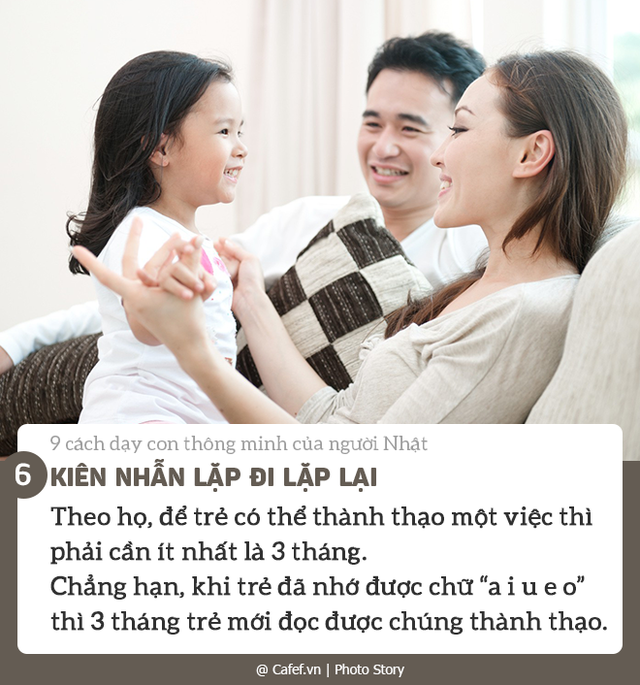 9 cách dạy con thông minh của người Nhật
6 KIÊN NHẪN LẶP ĐI LẶP LẠI
Theo họ, để trẻ có thể thành thạo một việc thì
phải cần ít nhất là 3 tháng.
Chẳng hạn, khi trẻ đã nhớ được chữ “a i u e o”
thì 3 tháng trẻ mới đọc được chúng thành thạo.
@ Cafef.vn | Photo Story